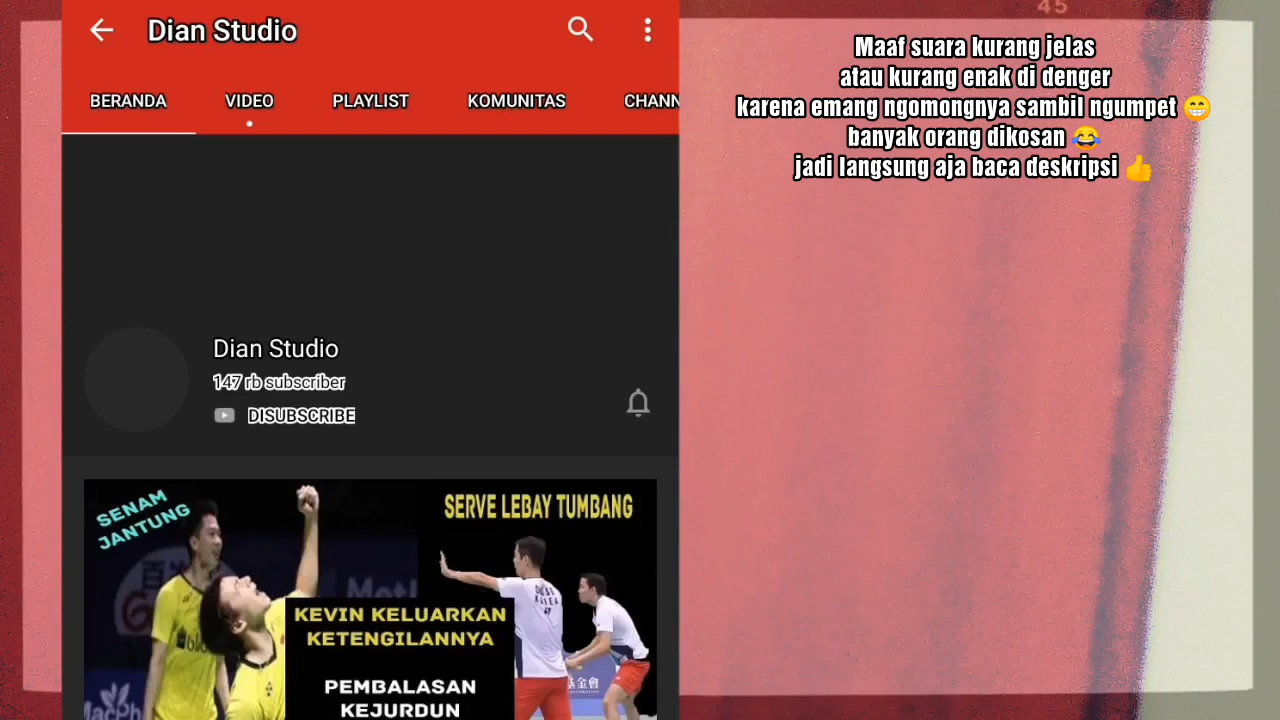 Dian Studio
BERANDA VIDEO PLAYLIST KOMUNITAS CHANN
Dian Studio
147 rb subscriber
DISUBSCRIBE
SENAM
JANTUNG
SERVE LEBAY TUMBANG
KEVIN KELUARKAN
KETENGILANNYA
PEMBALASAN
KEJURDUN
45
Maaf suara kurang jelas
atau kurang enak di denger
karena emang ngomongnya sambil ngumpet 😁
banyak orang dikosan 😂
jadi langsung aja baca deskripsi 👍